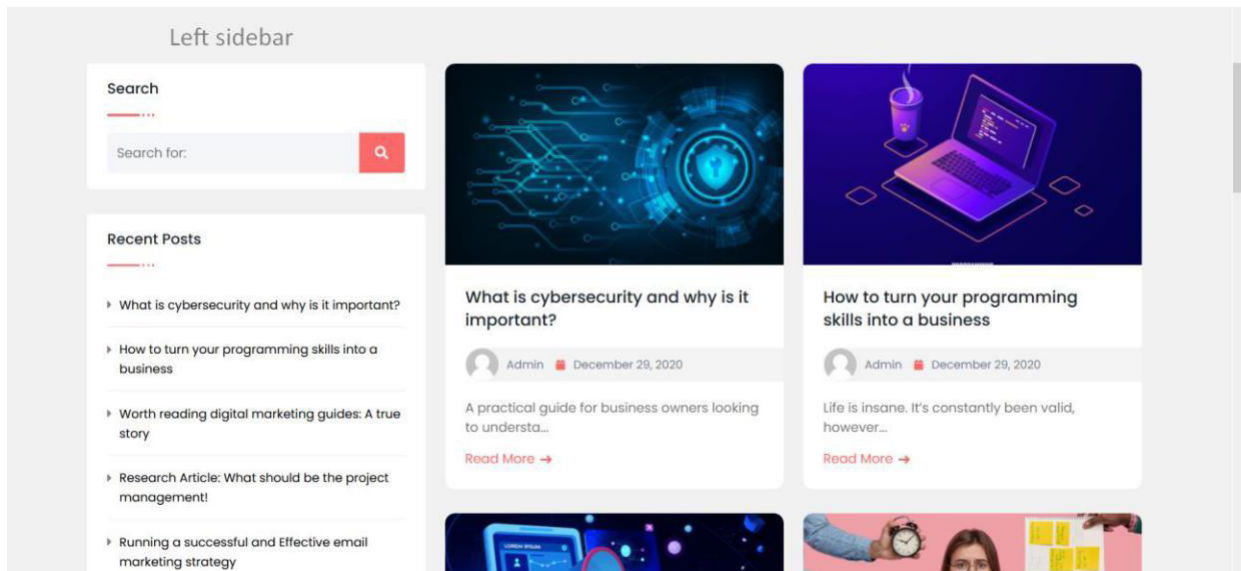 Left sidebar
Search
Search for:
Recent Posts
What is cybersecurity and why is it important?
How to turn your programming skills into a
business
Worth reading digital marketing guides: A true
story
Research Article: What should be the project
management!
Running a successful and Effective email
marketing strategy
What is cybersecurity and why is it
important?
Admin December 29, 2020
A practical guide for business owners looking
to understa...
Read More →
How to turn your programming
skills into a business
Admin December 29, 2020
Life is insane. It's constantly been valid,
however...
Read More →
LOREM IPSUM